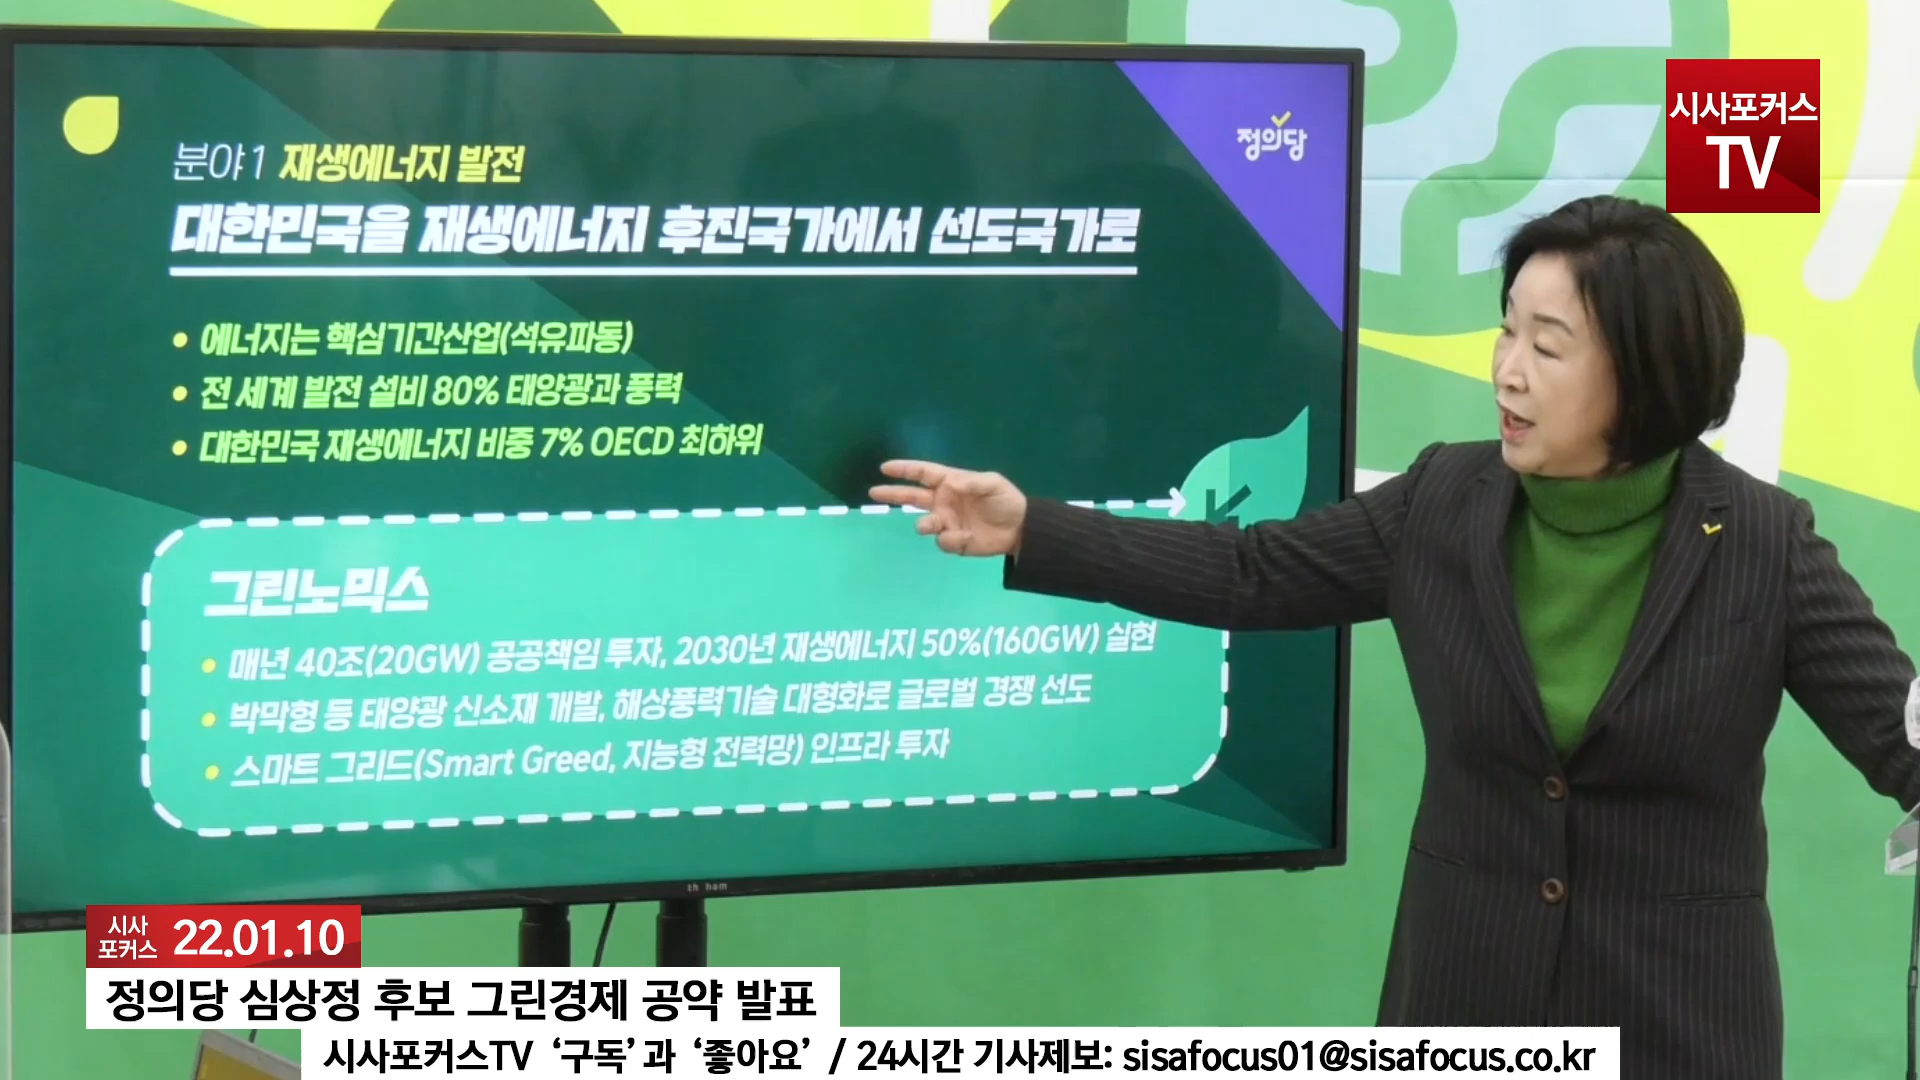 시사포커스
TV
정의당
분야 1 재생에너지 발전
대한민국을 재생에너지 후진국가에서 선도국가로
• 에너지는 핵심기간산업(석유파동)
• 전 세계 발전 설비 80% 태양광과 풍력
• 대한민국 재생에너지 비중 7% OECD 최하위
K
그린노믹스
• 매년 40조(20GW) 공공책임 투자, 2030년 재생에너지 50%(160GW) 실현
• 박막형 등 태양광 신소재 개발, 해상풍력기술 대형화로 글로벌 경쟁 선도
• 스마트 그리드(Smart Greed, 지능형 전력망) 인프라 투자
시사
포커스 22.01.10
정의당 심상정 후보 그린경제 공약 발표
시사포커스TV ‘구독’과 ‘좋아요’ / 24시간 기사제보: sisafocus01@sisafocus.co.kr